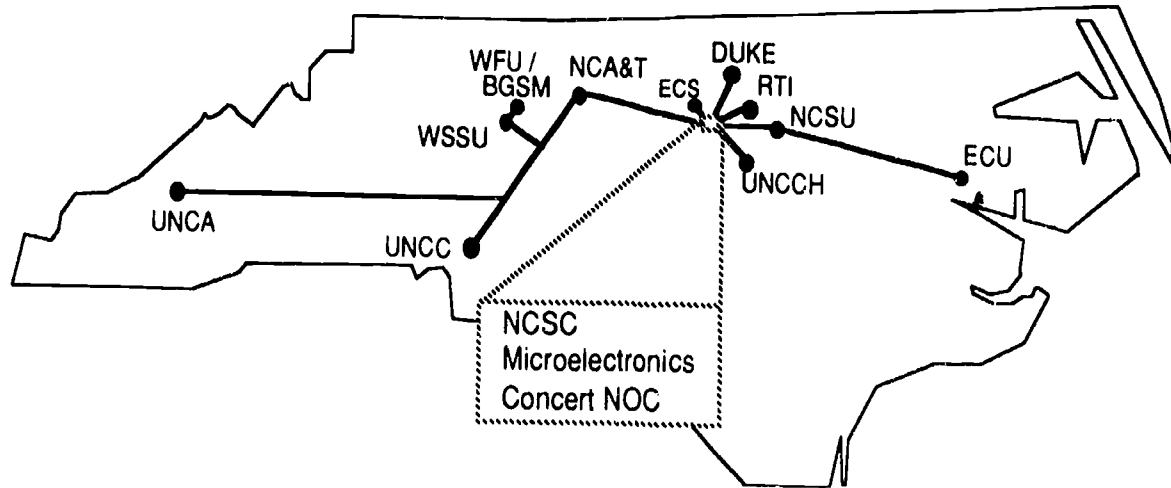 WFU /
BGSM
NCA&T
DUKE
ECS
RTI
NCSU
WSSU
UNCCH
ECU
UNCA
UNCC
NCSC
Microelectronics
Concert NOC